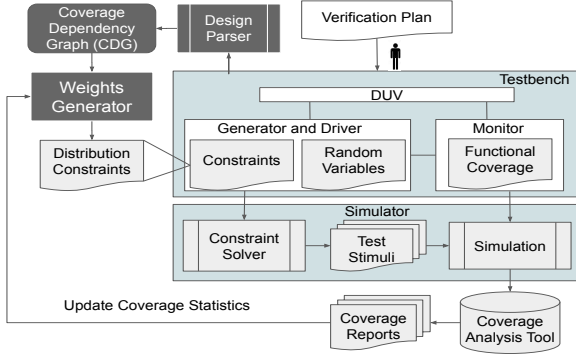 Coverage
Dependency
Graph (CDG)
Design
Parser
Verification Plan
Weights
Generator
Testbench
DUV
Generator and Driver
Monitor
Distribution
Constraints
Constraints
Random
Variables
Functional
Coverage
Simulator
Constraint
Solver
Test
Stimuli
Simulation
Update Coverage Statistics
Coverage
Reports
Coverage
Analysis Tool